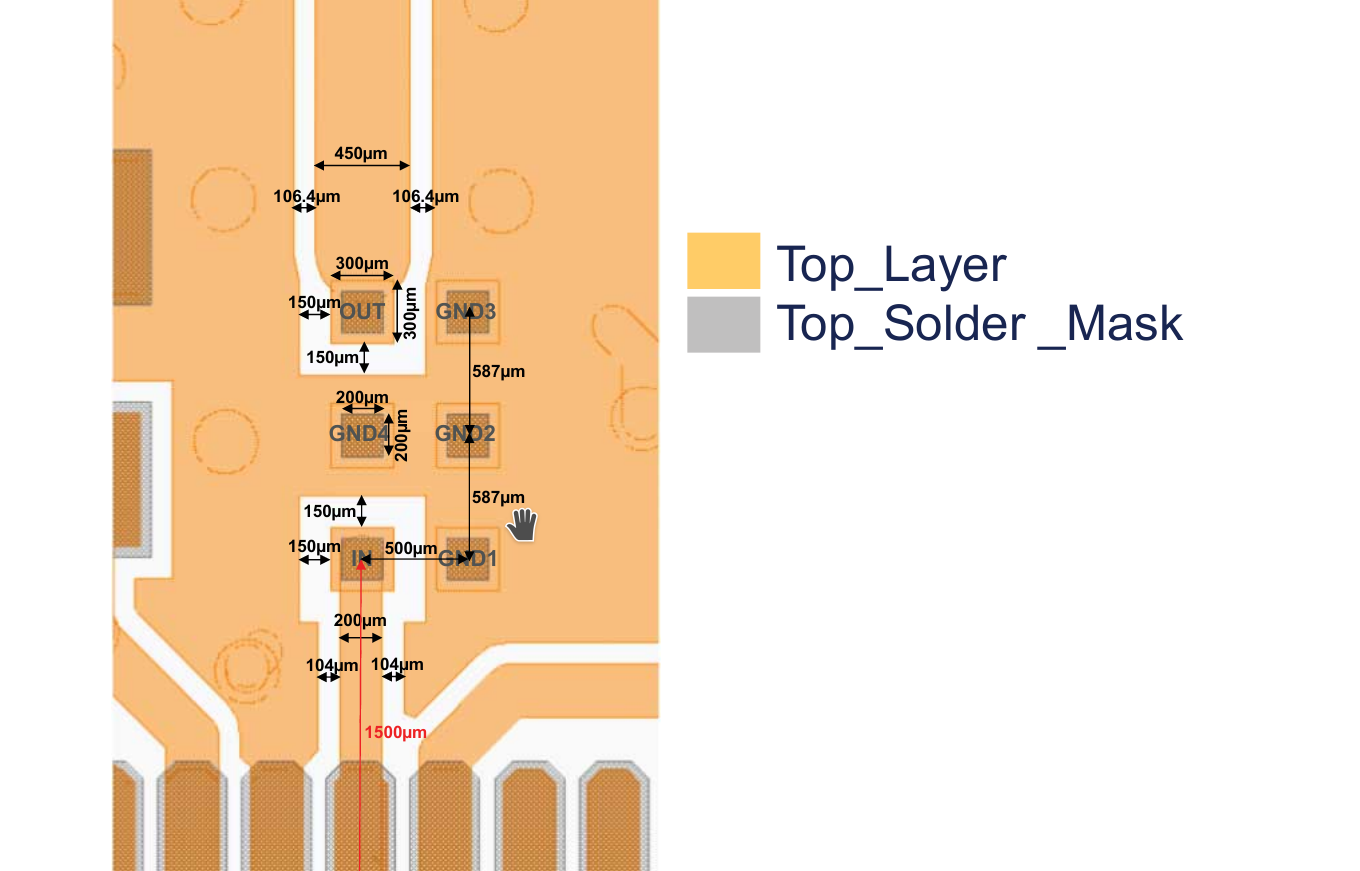 450µm
106.4µm 106.4µm
300µm
150µm OUT 300µm GND3
150µm
587µm
200µm
GND4 200µm GND2
587µm
150µm
150µm IN 500µm GND1
200µm
104µm 104µm
1500µm
Top_Layer
Top_Solder _Mask